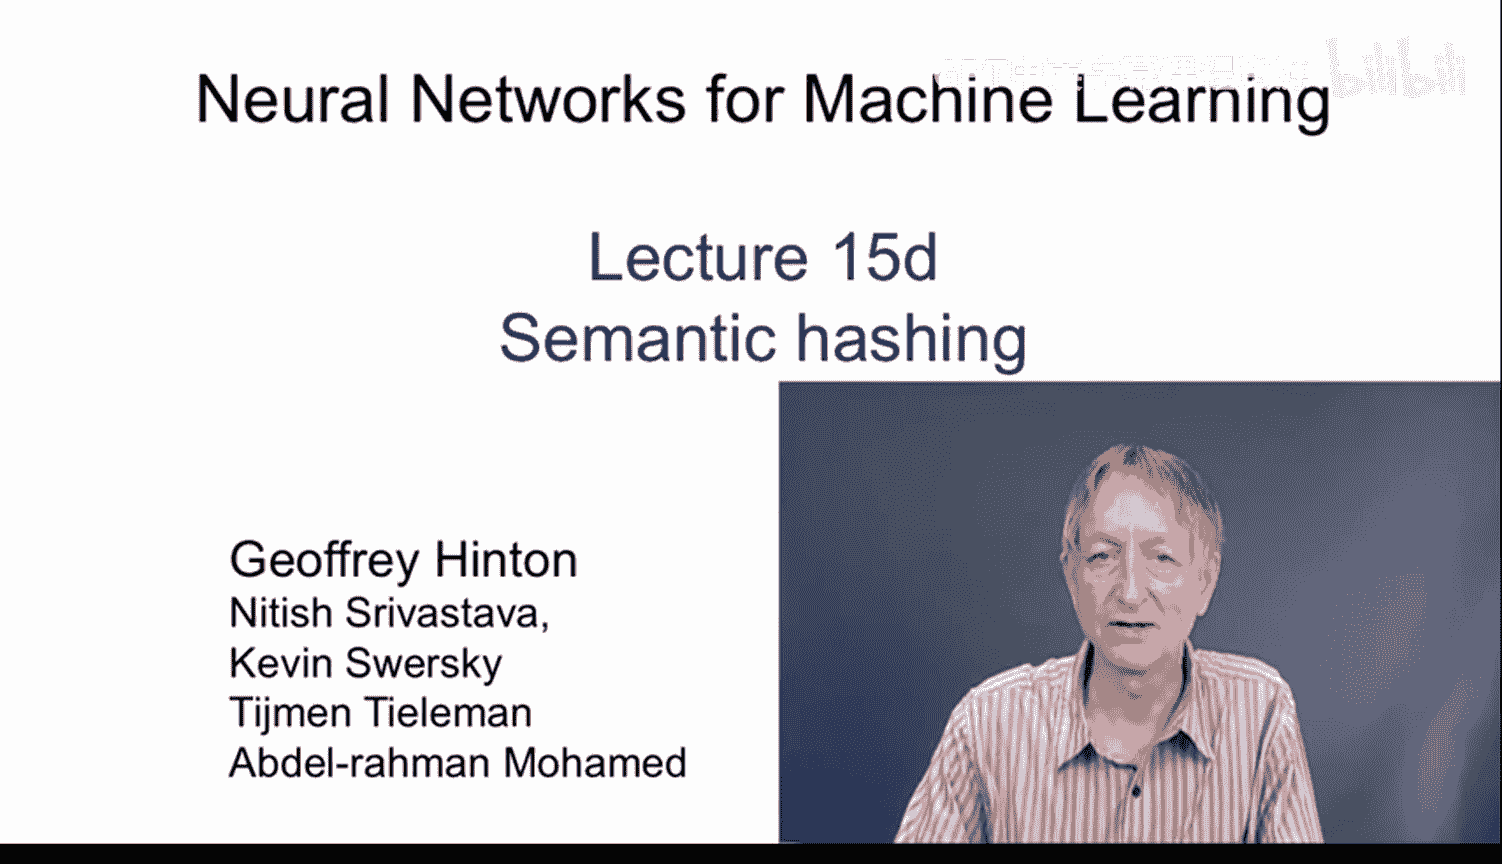 Neural Networks for Machine Learning
bilibili
Lecture 15d
Semantic hashing
Geoffrey Hinton
Nitish Srivastava,
Kevin Swersky
Tijmen Tieleman
Abdel-rahman Mohamed